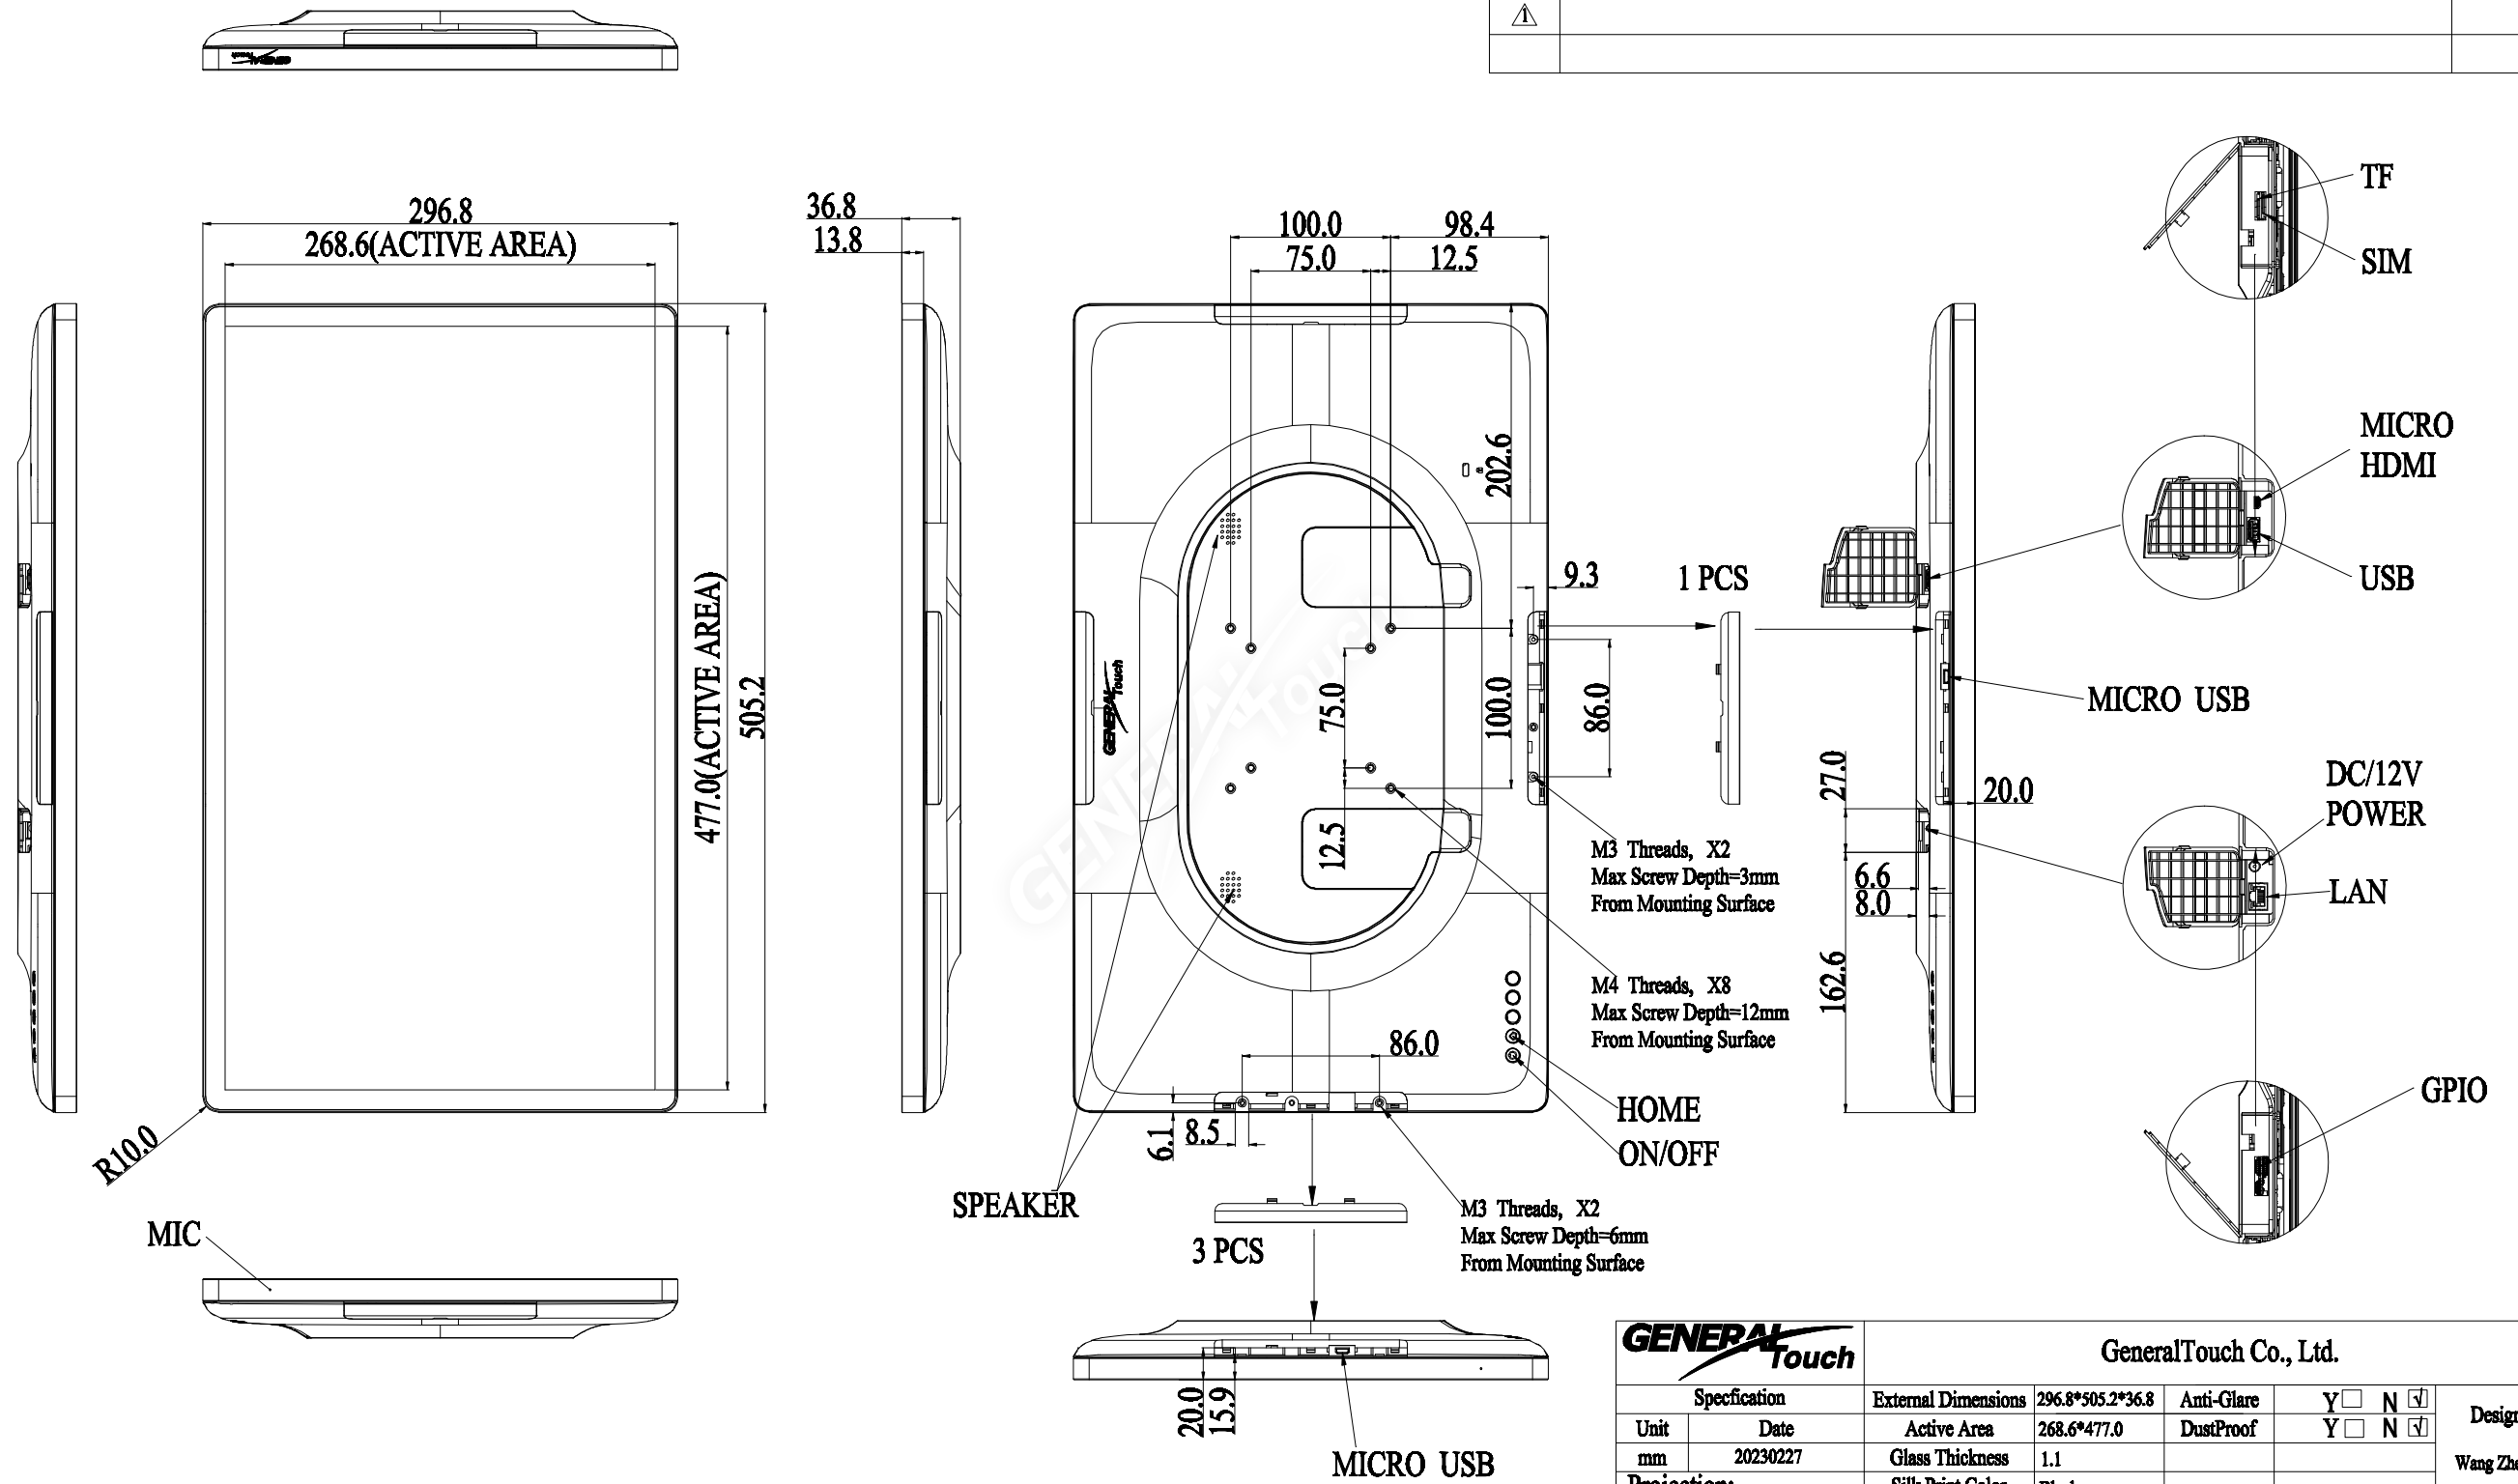 1
296.8
268.6(ACTIVE AREA)
36.8
13.8
100.0
98.4
75.0
12.5
TF
SIM
MICRO
HDMI
USB
202.6
9.3
1 PCS
477.0(ACTIVE AREA)
505.2
GENERAL
Touch
GENERAL
Touch
75.0
100.0
86.0
MICRO USB
27.0
20.0
DC/12V
POWER
LAN
12.5
M3 Threads, X2
Max Screw Depth=3mm
From Mounting Surface
6.6
8.0
162.6
M4 Threads, X8
Max Screw Depth=12mm
From Mounting Surface
86.0
HOME
ON/OFF
GPIO
R10.0
6.1
8.5
SPEAKER
M3 Threads, X2
Max Screw Depth=6mm
From Mounting Surface
MIC
3 PCS
20.0
15.9
MICRO USB
GENERAL
Touch
GeneralTouch Co., Ltd.
Specfication
External Dimensions
296.8*505.2*36.8
Anti-Glare
Y N √
Unit
Date
Active Area
268.6*477.0
DustProof
Y N √
mm
20230227
Glass Thickness
1.1
Wang